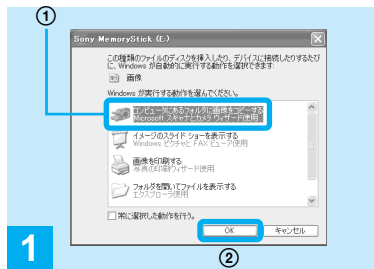 ①
Sony MemoryStick (E:)
この種類のファイルのディスクを挿入したり、デバイスに接続したりするたび
に、Windows が自動的に実行する動作を選択できます:
画像
Windows が実行する動作を選んでください。
コンピュータにあるフォルダに画像をコピーする
Microsoft スキャナとカメラ ウィザード使用
イメージのスライド ショーを表示する
Windows ピクチャと FAX ビューア使用
画像を印刷する
写真の印刷ウィザード使用
フォルダを開いてファイルを表示する
エクスプローラ使用
常に選択した動作を行う。
OK
キャンセル
1
②